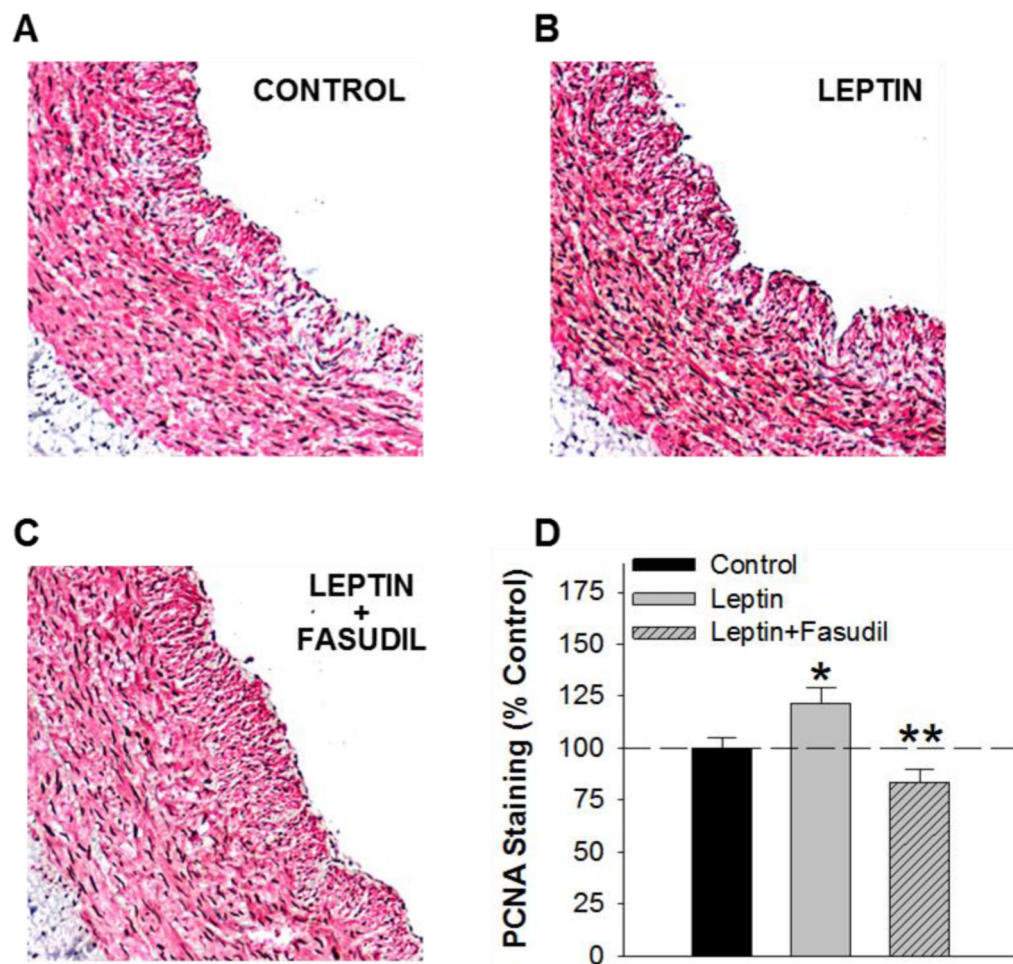 A
CONTROL
B
LEPTIN
C
LEPTIN
+
FASUDIL
D
PCNA Staining (% Control)
175
150
125
100
75
50
25
0
Control
Leptin
Leptin+Fasudil
*
**